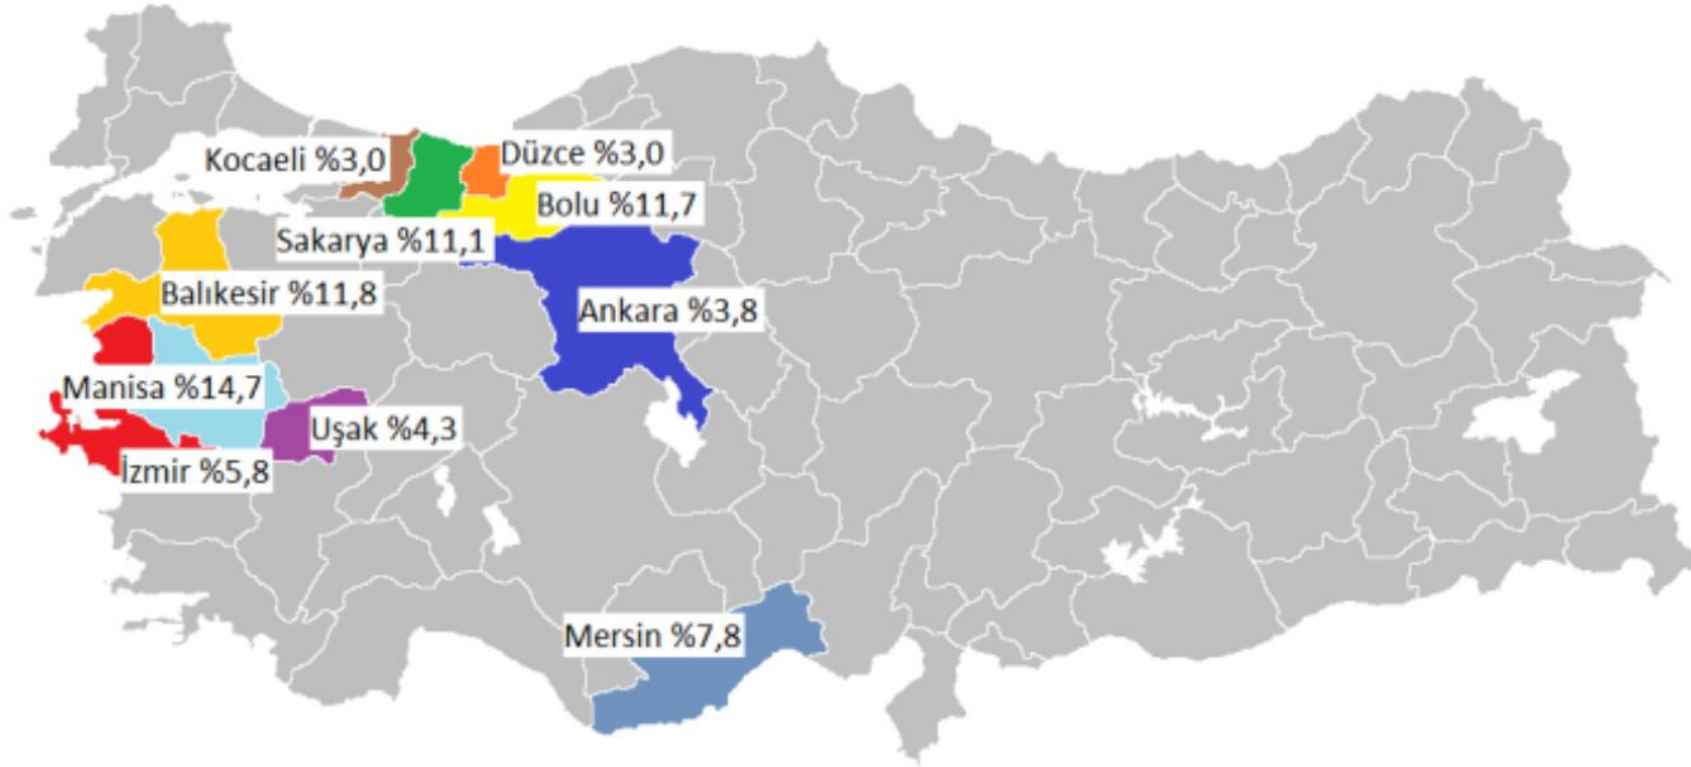 Kocaeli %3,0
Düzce %3,0
Bolu %11,7
Sakarya %11,1
Balıkesir %11,8
Ankara %3,8
Manisa %14,7
Uşak %4,3
İzmir %5,8
Mersin %7,8